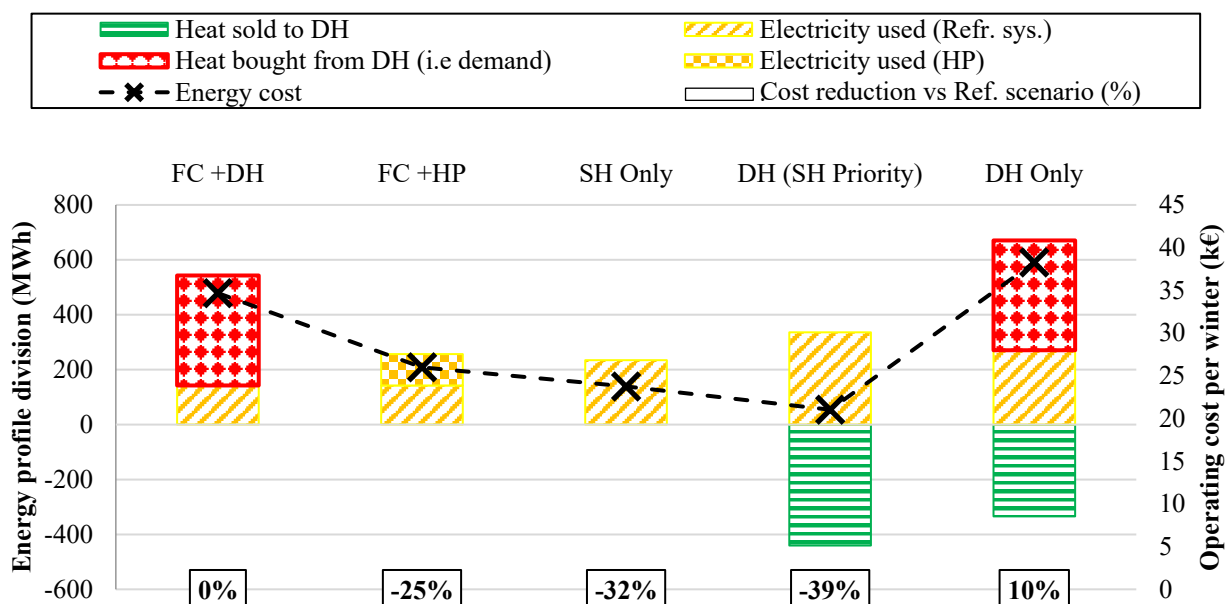 Heat sold to DH
Electricity used (Refr. sys.)
Heat bought from DH (i.e demand)
Electricity used (HP)
Energy cost
Cost reduction vs Ref. scenario (%)
FC +DH
FC +HP
SH Only
DH (SH Priority)
DH Only
Energy profile division (MWh)
800
600
400
200
0
-200
-400
-600
45
40
35
30
25
20
15
10
5
0
Operating cost per winter (k€)
0%
-25%
-32%
-39%
10%